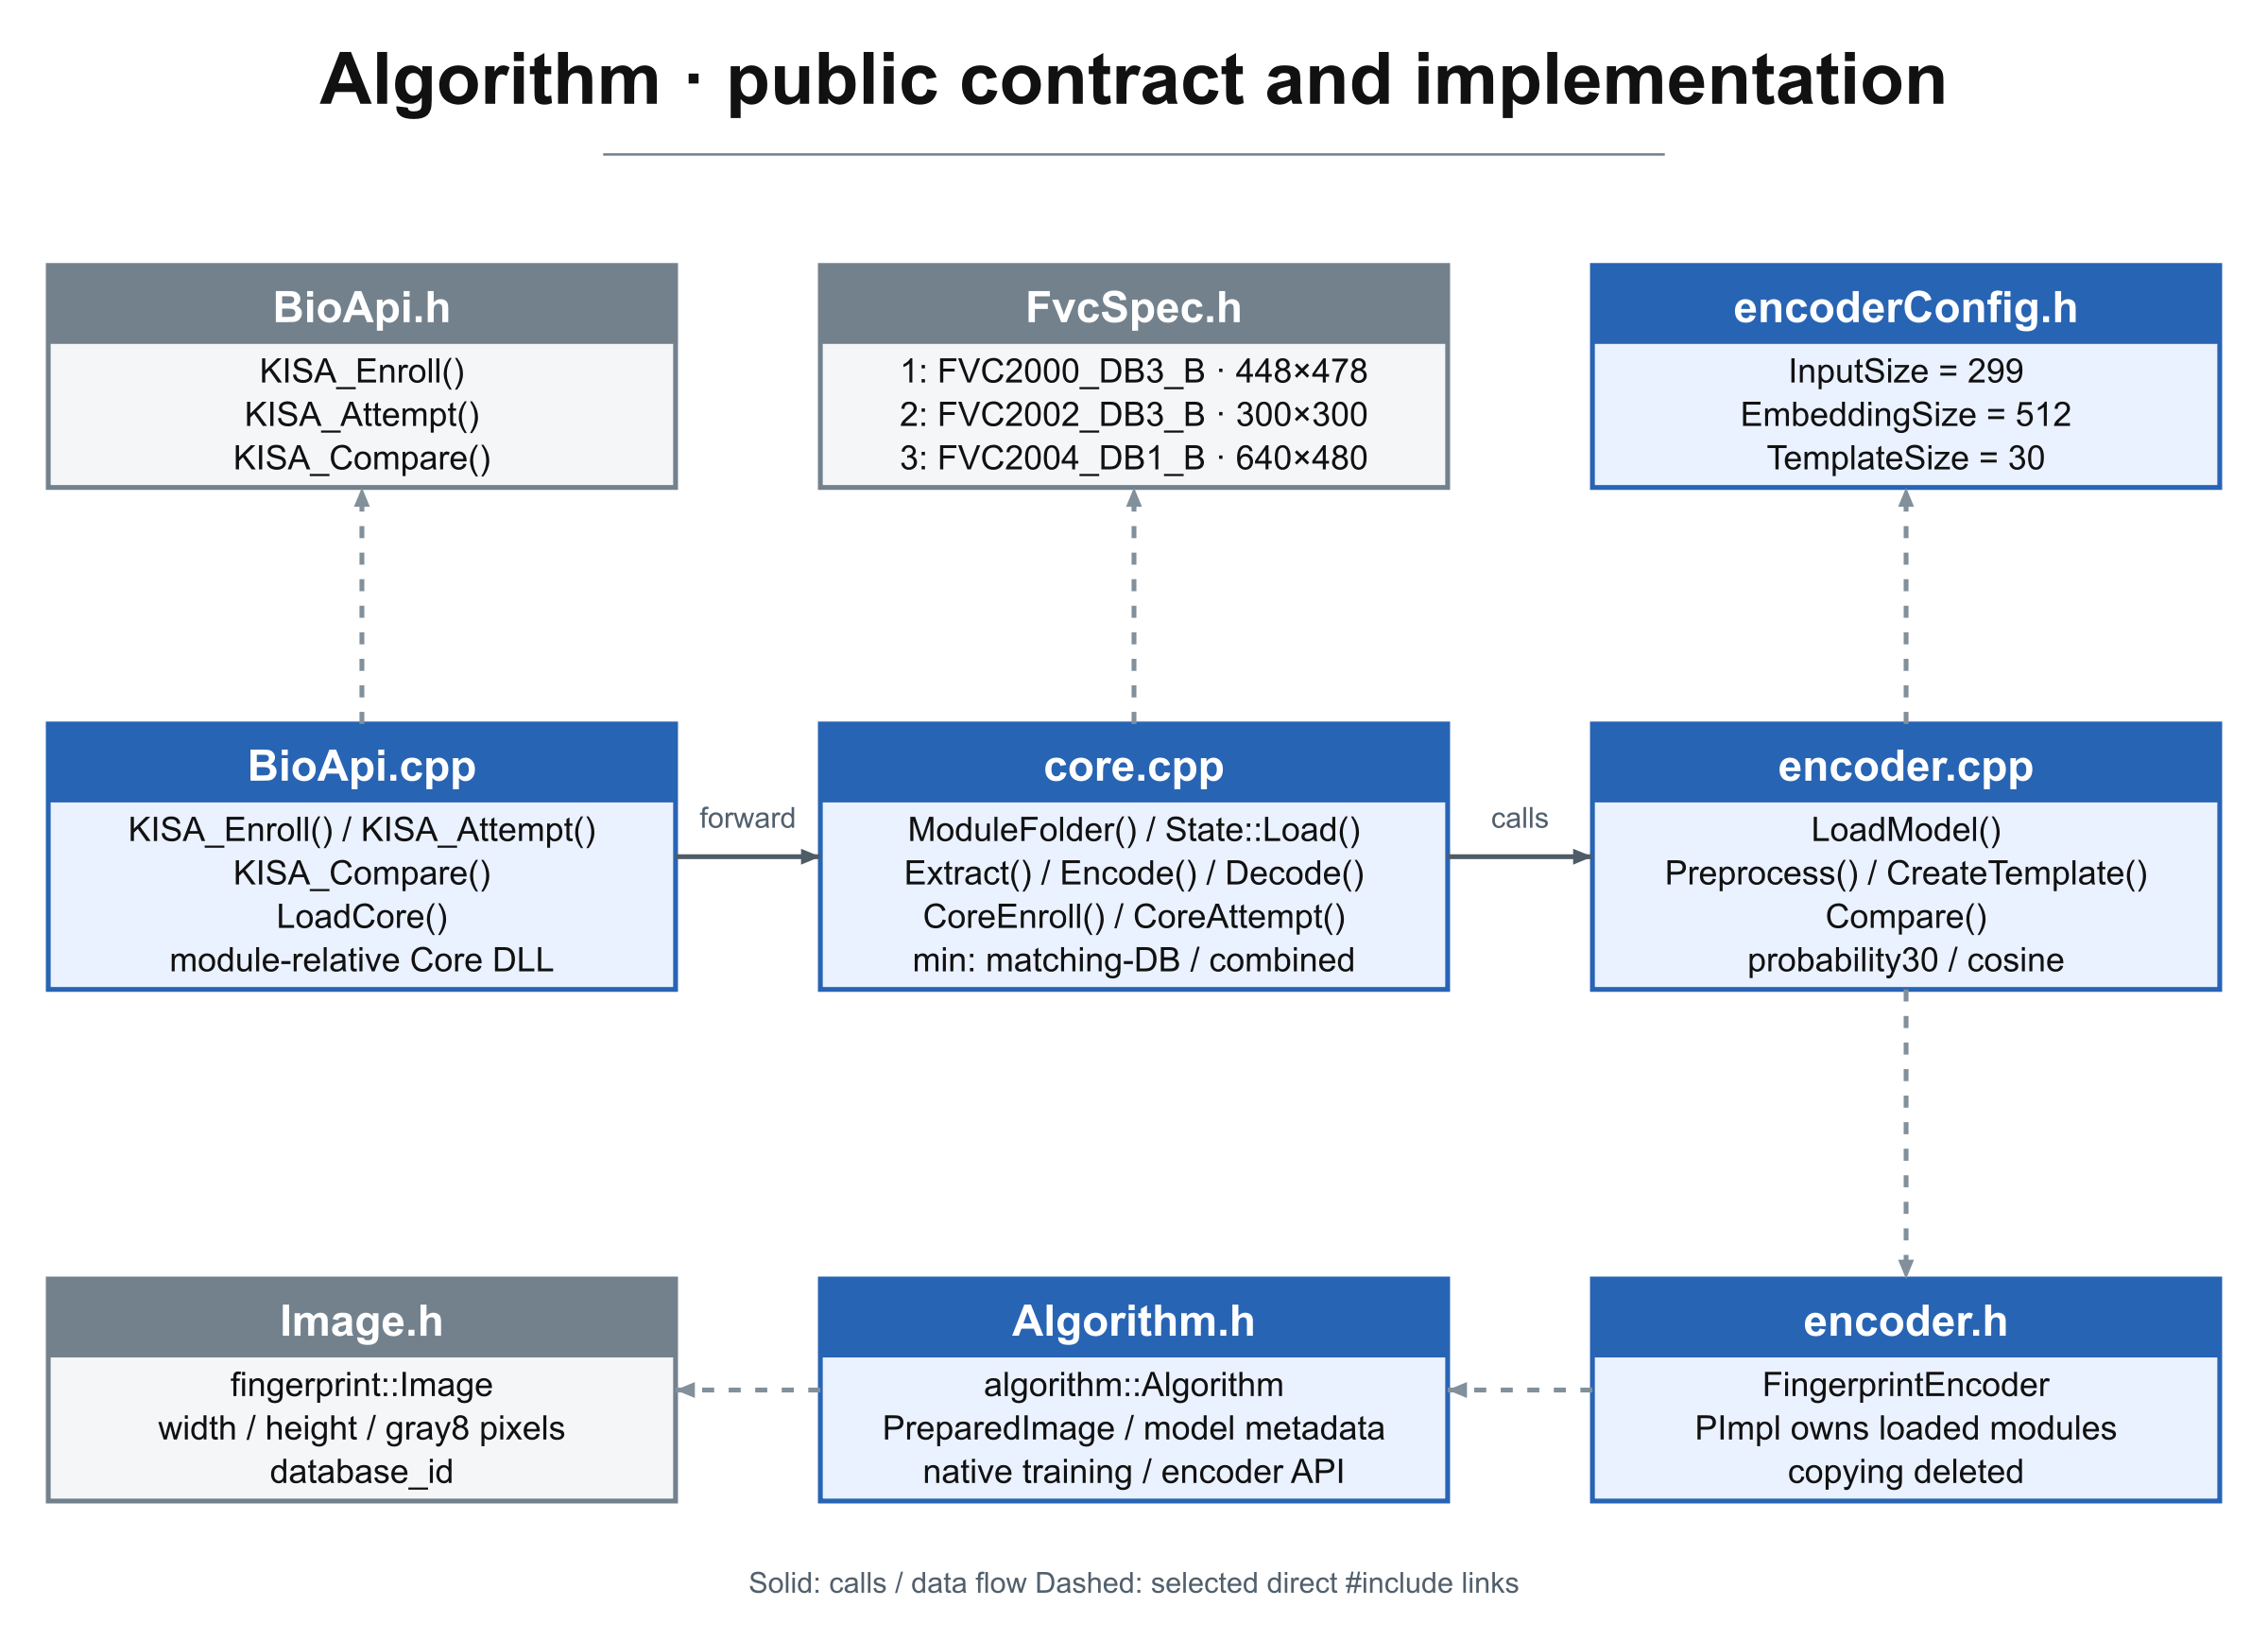 Algorithm · public contract and implementation
BioApi.h
KISA_Enroll()
KISA_Attempt()
KISA_Compare()
FvcSpec.h
1: FVC2000_DB3_B · 448×478
2: FVC2002_DB3_B · 300×300
3: FVC2004_DB1_B · 640×480
encoderConfig.h
InputSize = 299
EmbeddingSize = 512
TemplateSize = 30
BioApi.cpp
KISA_Enroll() / KISA_Attempt()
KISA_Compare()
LoadCore()
module-relative Core DLL
forward
core.cpp
ModuleFolder() / State::Load()
Extract() / Encode() / Decode()
CoreEnroll() / CoreAttempt()
min: matching-DB / combined
calls
encoder.cpp
LoadModel()
Preprocess() / CreateTemplate()
Compare()
probability30 / cosine
Image.h
fingerprint::Image
width / height / gray8 pixels
database_id
Algorithm.h
algorithm::Algorithm
PreparedImage / model metadata
native training / encoder API
encoder.h
FingerprintEncoder
PImpl owns loaded modules
copying deleted
Solid: calls / data flow Dashed: selected direct #include links